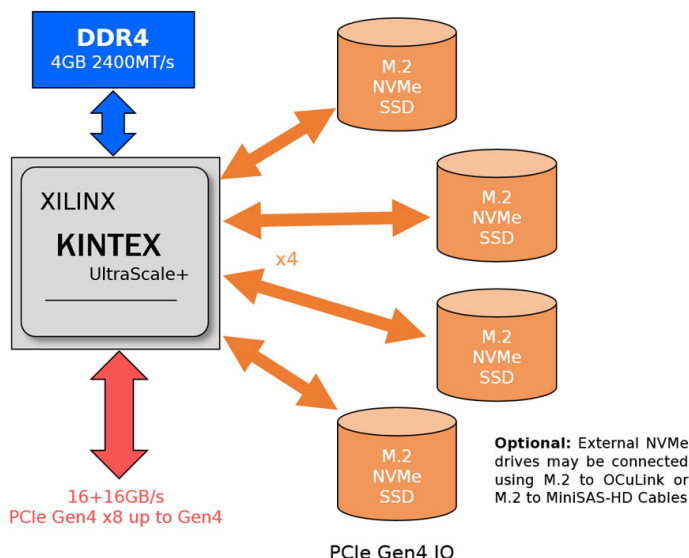 DDR4
4GB 2400MT/s
M.2
NVMe
SSD
XILINX
KINTEX
UltraScale+
M.2
NVMe
SSD
x4
M.2
NVMe
SSD
M.2
NVMe
SSD
16+16GB/s
PCIe Gen4 x8 up to Gen4
Optional: External NVMe
drives may be connected
using M.2 to OCuLink or
M.2 to MiniSAS-HD Cables
PCIe Gen4 IO